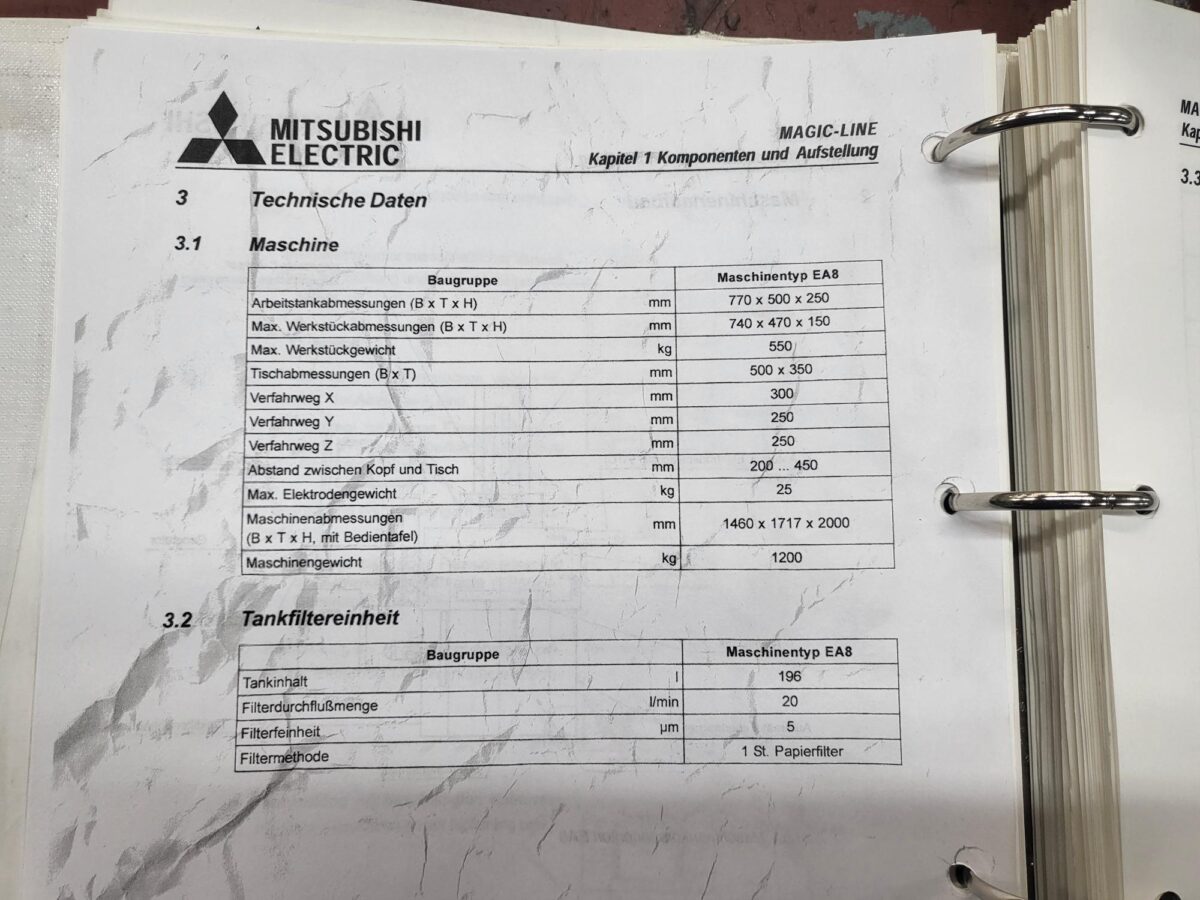 MITSUBISHI
ELECTRIC
MAGIC-LINE
Kapitel 1 Komponenten und Aufstellung
3 Technische Daten
3.1 Maschine
Baugruppe Maschinentyp EA8
Arbeitstankabmessungen (B x T x H) mm 770 x 500 x 250
Max. Werkstückabmessungen (B x T x H) mm 740 x 470 x 150
Max. Werkstückgewicht kg 550
Tischabmessungen (B x T) mm 500 x 350
Verfahrweg X mm 300
Verfahrweg Y mm 250
Verfahrweg Z mm 250
Abstand zwischen Kopf und Tisch mm 200 ... 450
Max. Elektrodengewicht kg 25
Maschinenabmessungen
(B x T x H, mit Bedientafel) mm 1460 x 1717 x 2000
Maschinengewicht kg 1200
3.2 Tankfiltereinheit
Baugruppe Maschinentyp EA8
Tankinhalt l 196
Filterdurchflußmenge l/min 20
Filterfeinheit µm 5
Filtermethode 1 St. Papierfilter
MA
Kap
3.3